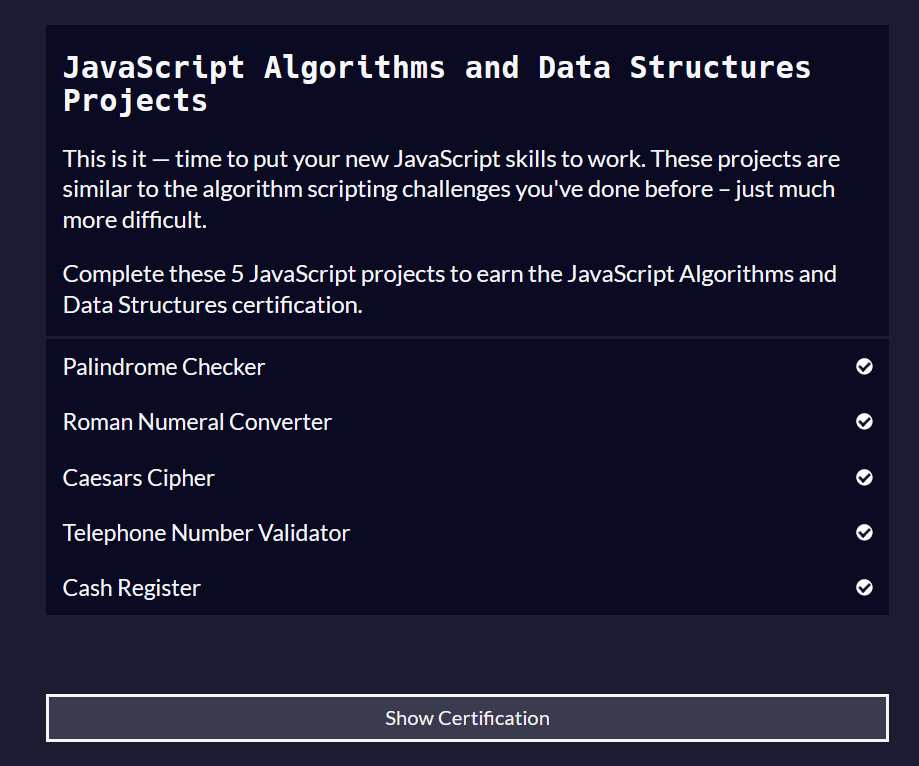 JavaScript Algorithms and Data Structures
Projects
This is it — time to put your new JavaScript skills to work. These projects are
similar to the algorithm scripting challenges you've done before – just much
more difficult.
Complete these 5 JavaScript projects to earn the JavaScript Algorithms and
Data Structures certification.
Palindrome Checker
Roman Numeral Converter
Caesars Cipher
Telephone Number Validator
Cash Register
Show Certification